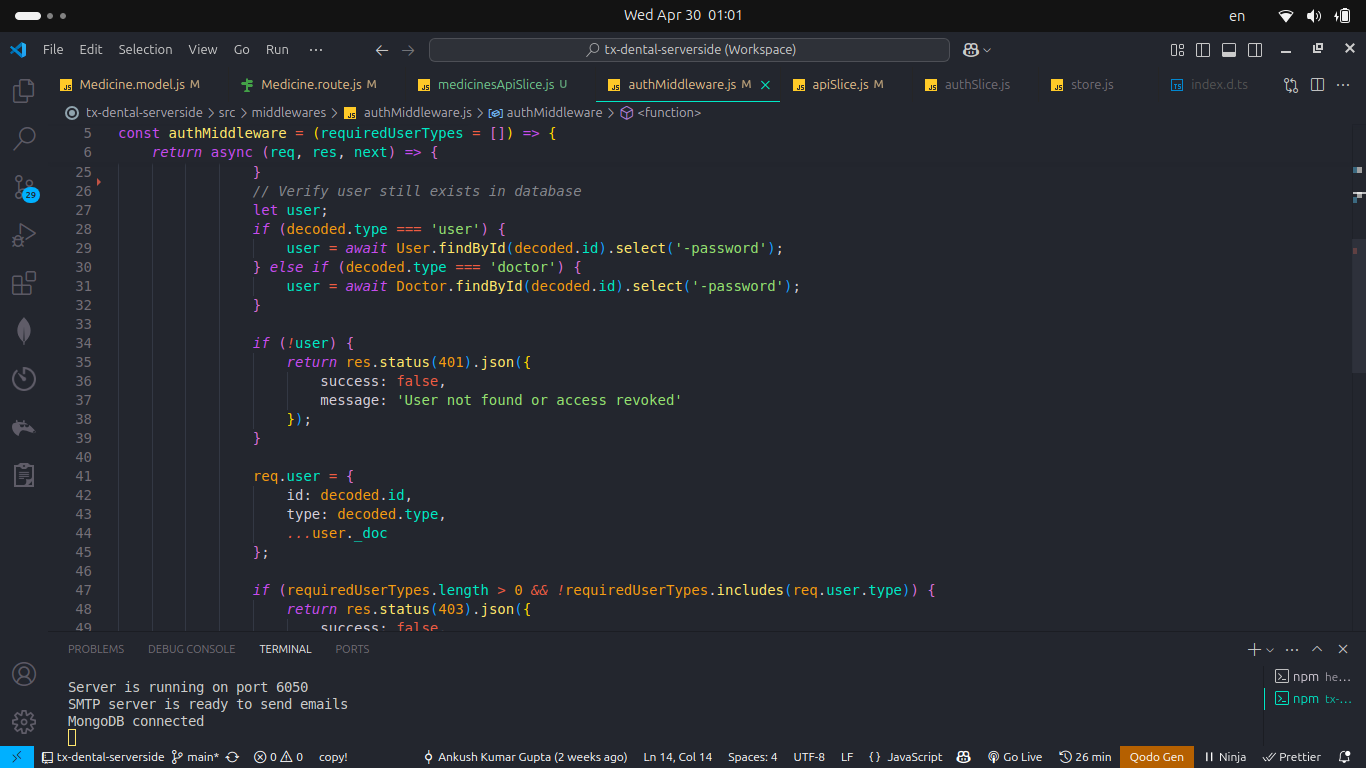 Wed Apr 30 01:01
en
File Edit Selection View Go Run ···
tx-dental-serverside (Workspace)
Medicine.model.js M Medicine.route.js M medicinesApiSlice.js U authMiddleware.js M apiSlice.js M authSlice.js store.js index.d.ts
tx-dental-serverside > src > middlewares > authMiddleware.js > authMiddleware > <function>
5 const authMiddleware = (requiredUserTypes = []) => {
6     return async (req, res, next) => {
25                 }
26                 // Verify user still exists in database
27                 let user;
28                 if (decoded.type === 'user') {
29                     user = await User.findById(decoded.id).select('-password');
30                 } else if (decoded.type === 'doctor') {
31                     user = await Doctor.findById(decoded.id).select('-password');
32                 }
33
34                 if (!user) {
35                     return res.status(401).json({
36                         success: false,
37                         message: 'User not found or access revoked'
38                     });
39                 }
40
41                 req.user = {
42                     id: decoded.id,
43                     type: decoded.type,
44                     ...user._doc
45                 };
46
47                 if (requiredUserTypes.length > 0 && !requiredUserTypes.includes(req.user.type)) {
48                     return res.status(403).json({
49                         success: false
PROBLEMS DEBUG CONSOLE TERMINAL PORTS
Server is running on port 6050
SMTP server is ready to send emails
MongoDB connected
npm he...
npm tx-...
29
tx-dental-serverside main* 0 0 copy! Ankush Kumar Gupta (2 weeks ago) Ln 14, Col 14 Spaces: 4 UTF-8 LF {} JavaScript Go Live 26 min Qodo Gen Ninja Prettier